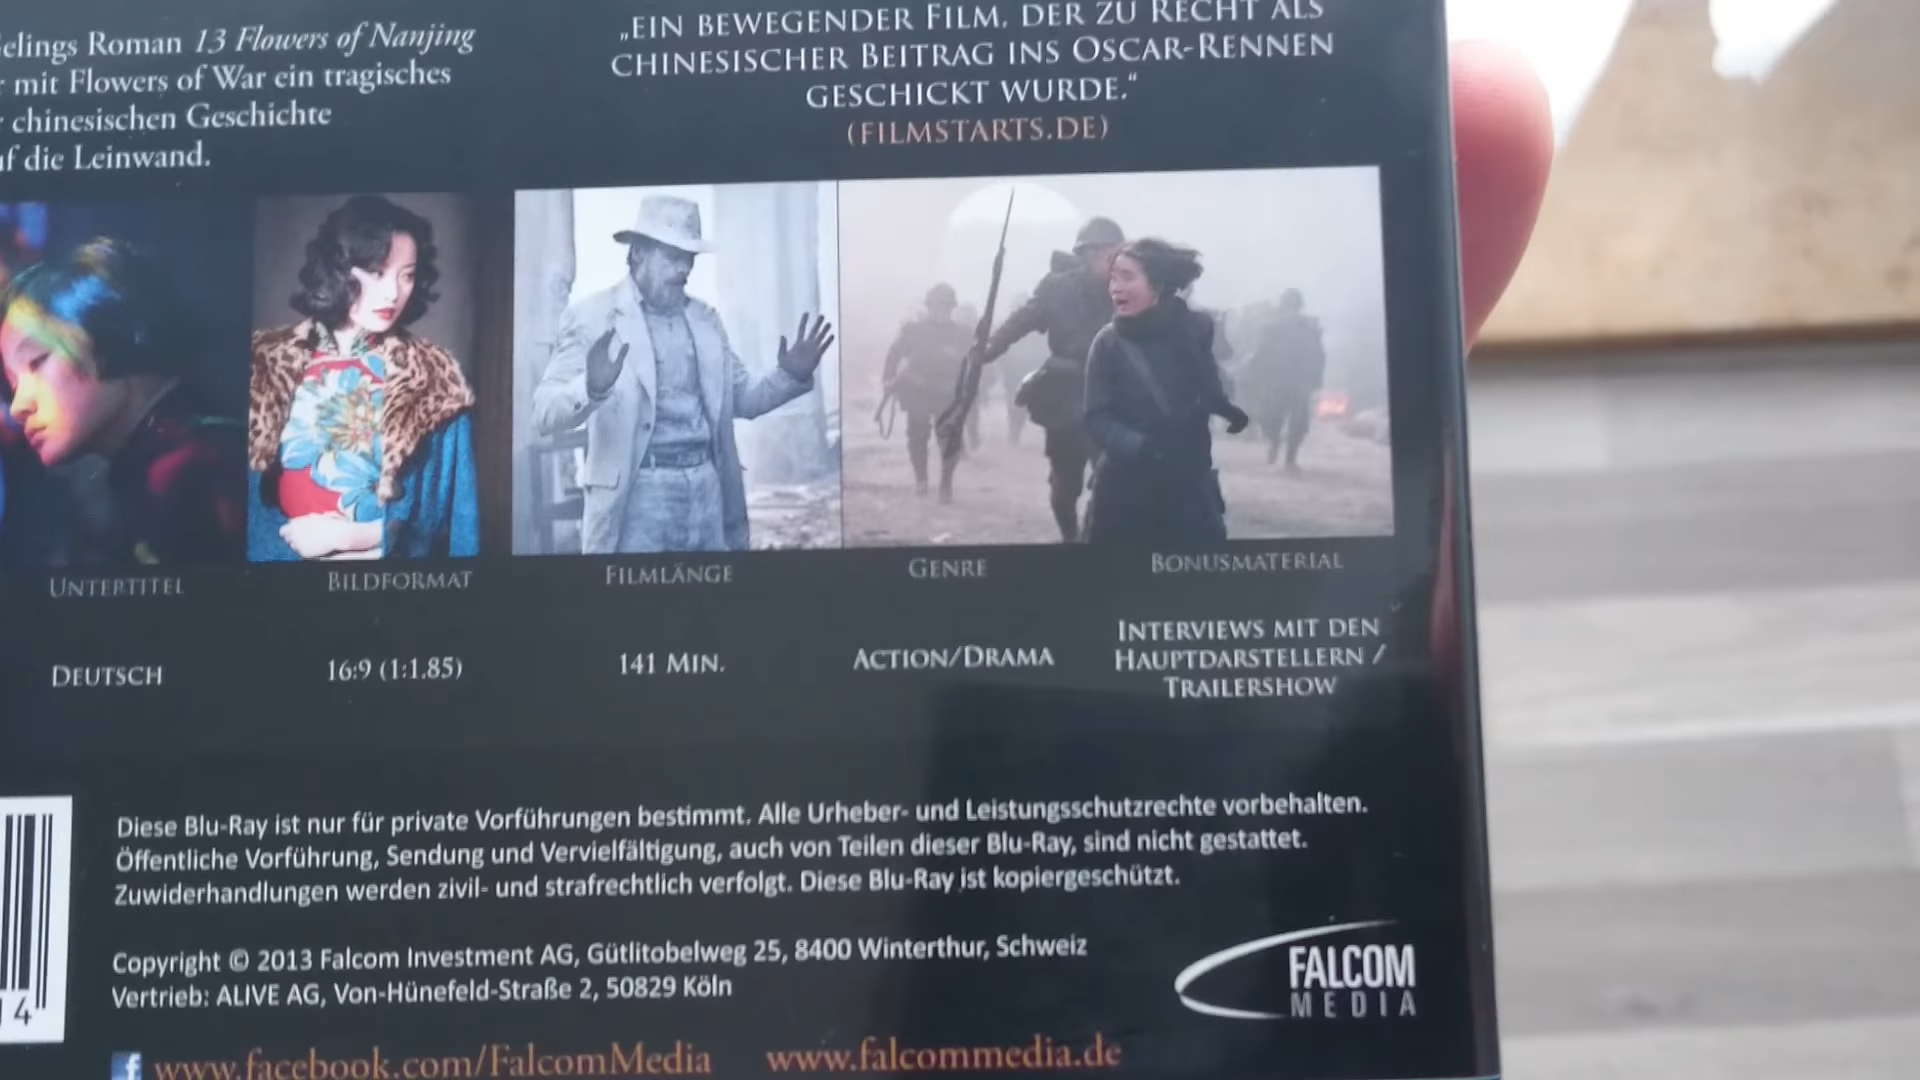 elings Roman 13 Flowers of Nanjing
mit Flowers of War ein tragisches
chinesischen Geschichte
die Leinwand.
„EIN BEWEGENDER FILM, DER ZU RECHT ALS
CHINESISCHER BEITRAG INS OSCAR-RENNEN
GESCHICKT WURDE.“
(FILMSTARTS.DE)
UNTERTITEL
DEUTSCH
BILDFORMAT
16:9 (1:1.85)
FILMLÄNGE
141 MIN.
GENRE
ACTION/DRAMA
BONUSMATERIAL
INTERVIEWS MIT DEN
HAUPTDARSTELLERN /
TRAILERSHOW
Diese Blu-Ray ist nur für private Vorführungen bestimmt. Alle Urheber- und Leistungsschutzrechte vorbehalten.
Öffentliche Vorführung, Sendung und Vervielfältigung, auch von Teilen dieser Blu-Ray, sind nicht gestattet.
Zuwiderhandlungen werden zivil- und strafrechtlich verfolgt. Diese Blu-Ray ist kopiergeschützt.
Copyright © 2013 Falcom Investment AG, Gütlitobelweg 25, 8400 Winterthur, Schweiz
Vertrieb: ALIVE AG, Von-Hünefeld-Straße 2, 50829 Köln
4
FALCOM
MEDIA
f www.facebook.com/FalcomMedia
www.falcommedia.de